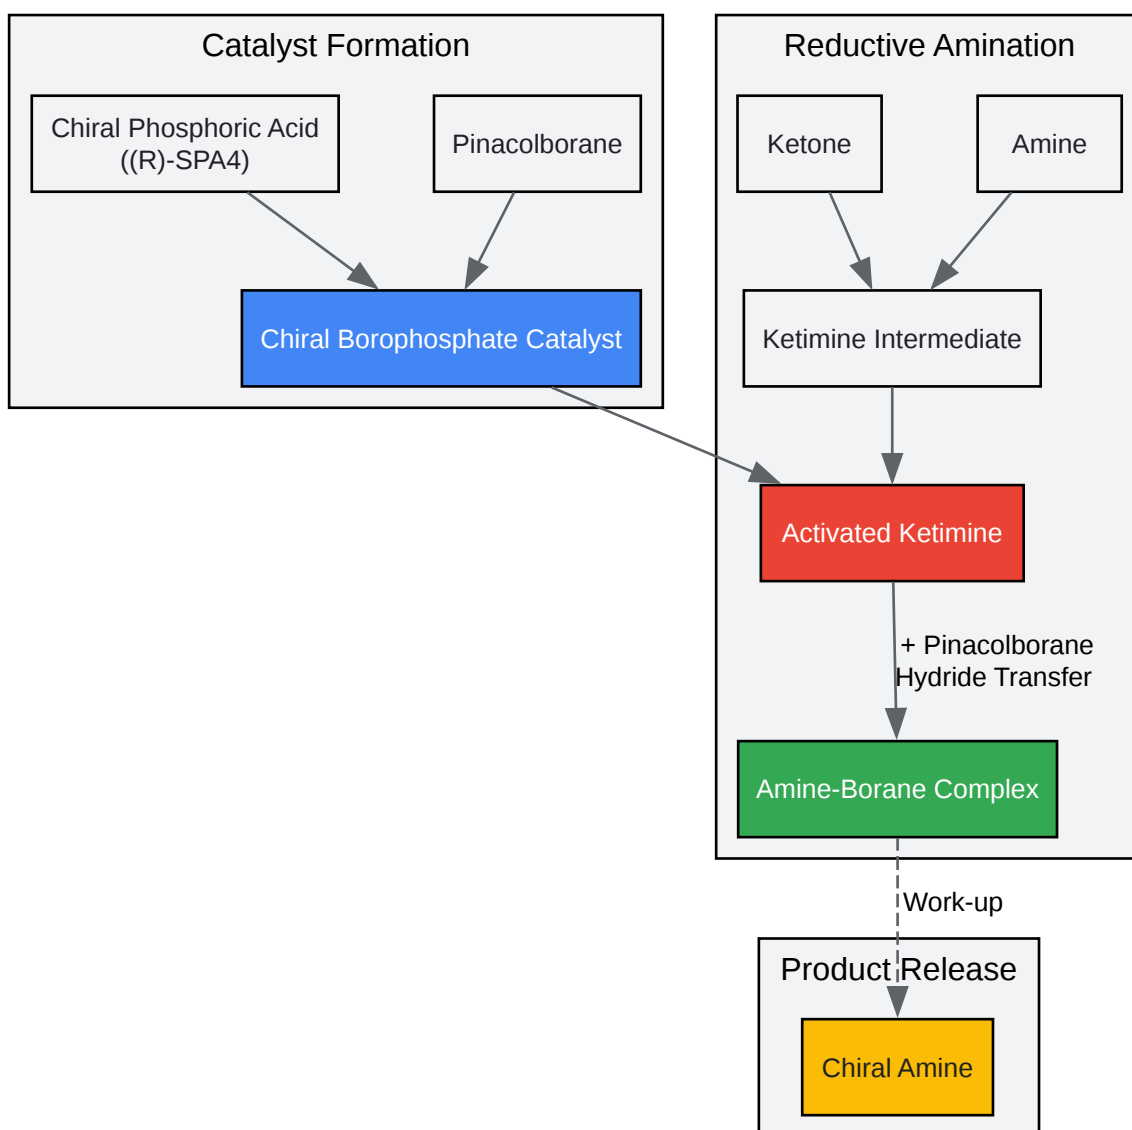 Catalyst Formation
Chiral Phosphoric Acid
((R)-SPA4)
Pinacolborane
Chiral Borophosphate Catalyst
Reductive Amination
Ketone
Amine
Ketimine Intermediate
Activated Ketimine
+ Pinacolborane
Hydride Transfer
Amine-Borane Complex
Work-up
Product Release
Chiral Amine